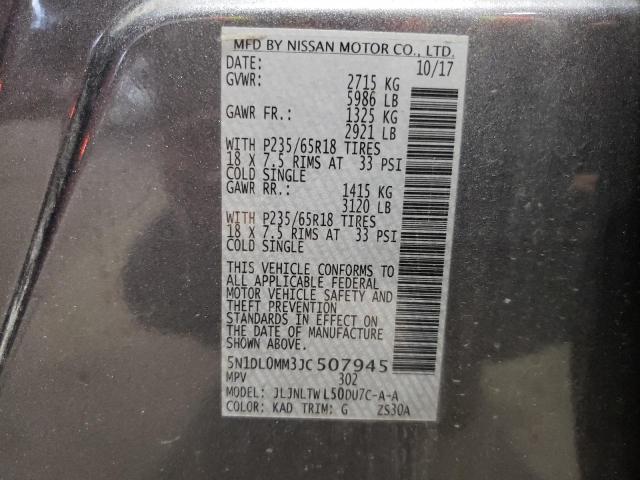 MFD BY NISSAN MOTOR CO., LTD.
DATE: 10/17
GVWR: 2715 KG
5986 LB
GAWR FR.: 1325 KG
2921 LB
WITH P235/65R18 TIRES
18 X 7.5 RIMS AT 33 PSI
COLD SINGLE
GAWR RR.: 1415 KG
3120 LB
WITH P235/65R18 TIRES
18 X 7.5 RIMS AT 33 PSI
COLD SINGLE
THIS VEHICLE CONFORMS TO
ALL APPLICABLE FEDERAL
MOTOR VEHICLE SAFETY AND
THEFT PREVENTION
STANDARDS IN EFFECT ON
THE DATE OF MANUFACTURE
SHOWN ABOVE.
5N1DL0MM3JC507945
MPV 302
MODEL: JLJNLTWL50DU7C-A-A
COLOR: KAD TRIM: G ZS30A